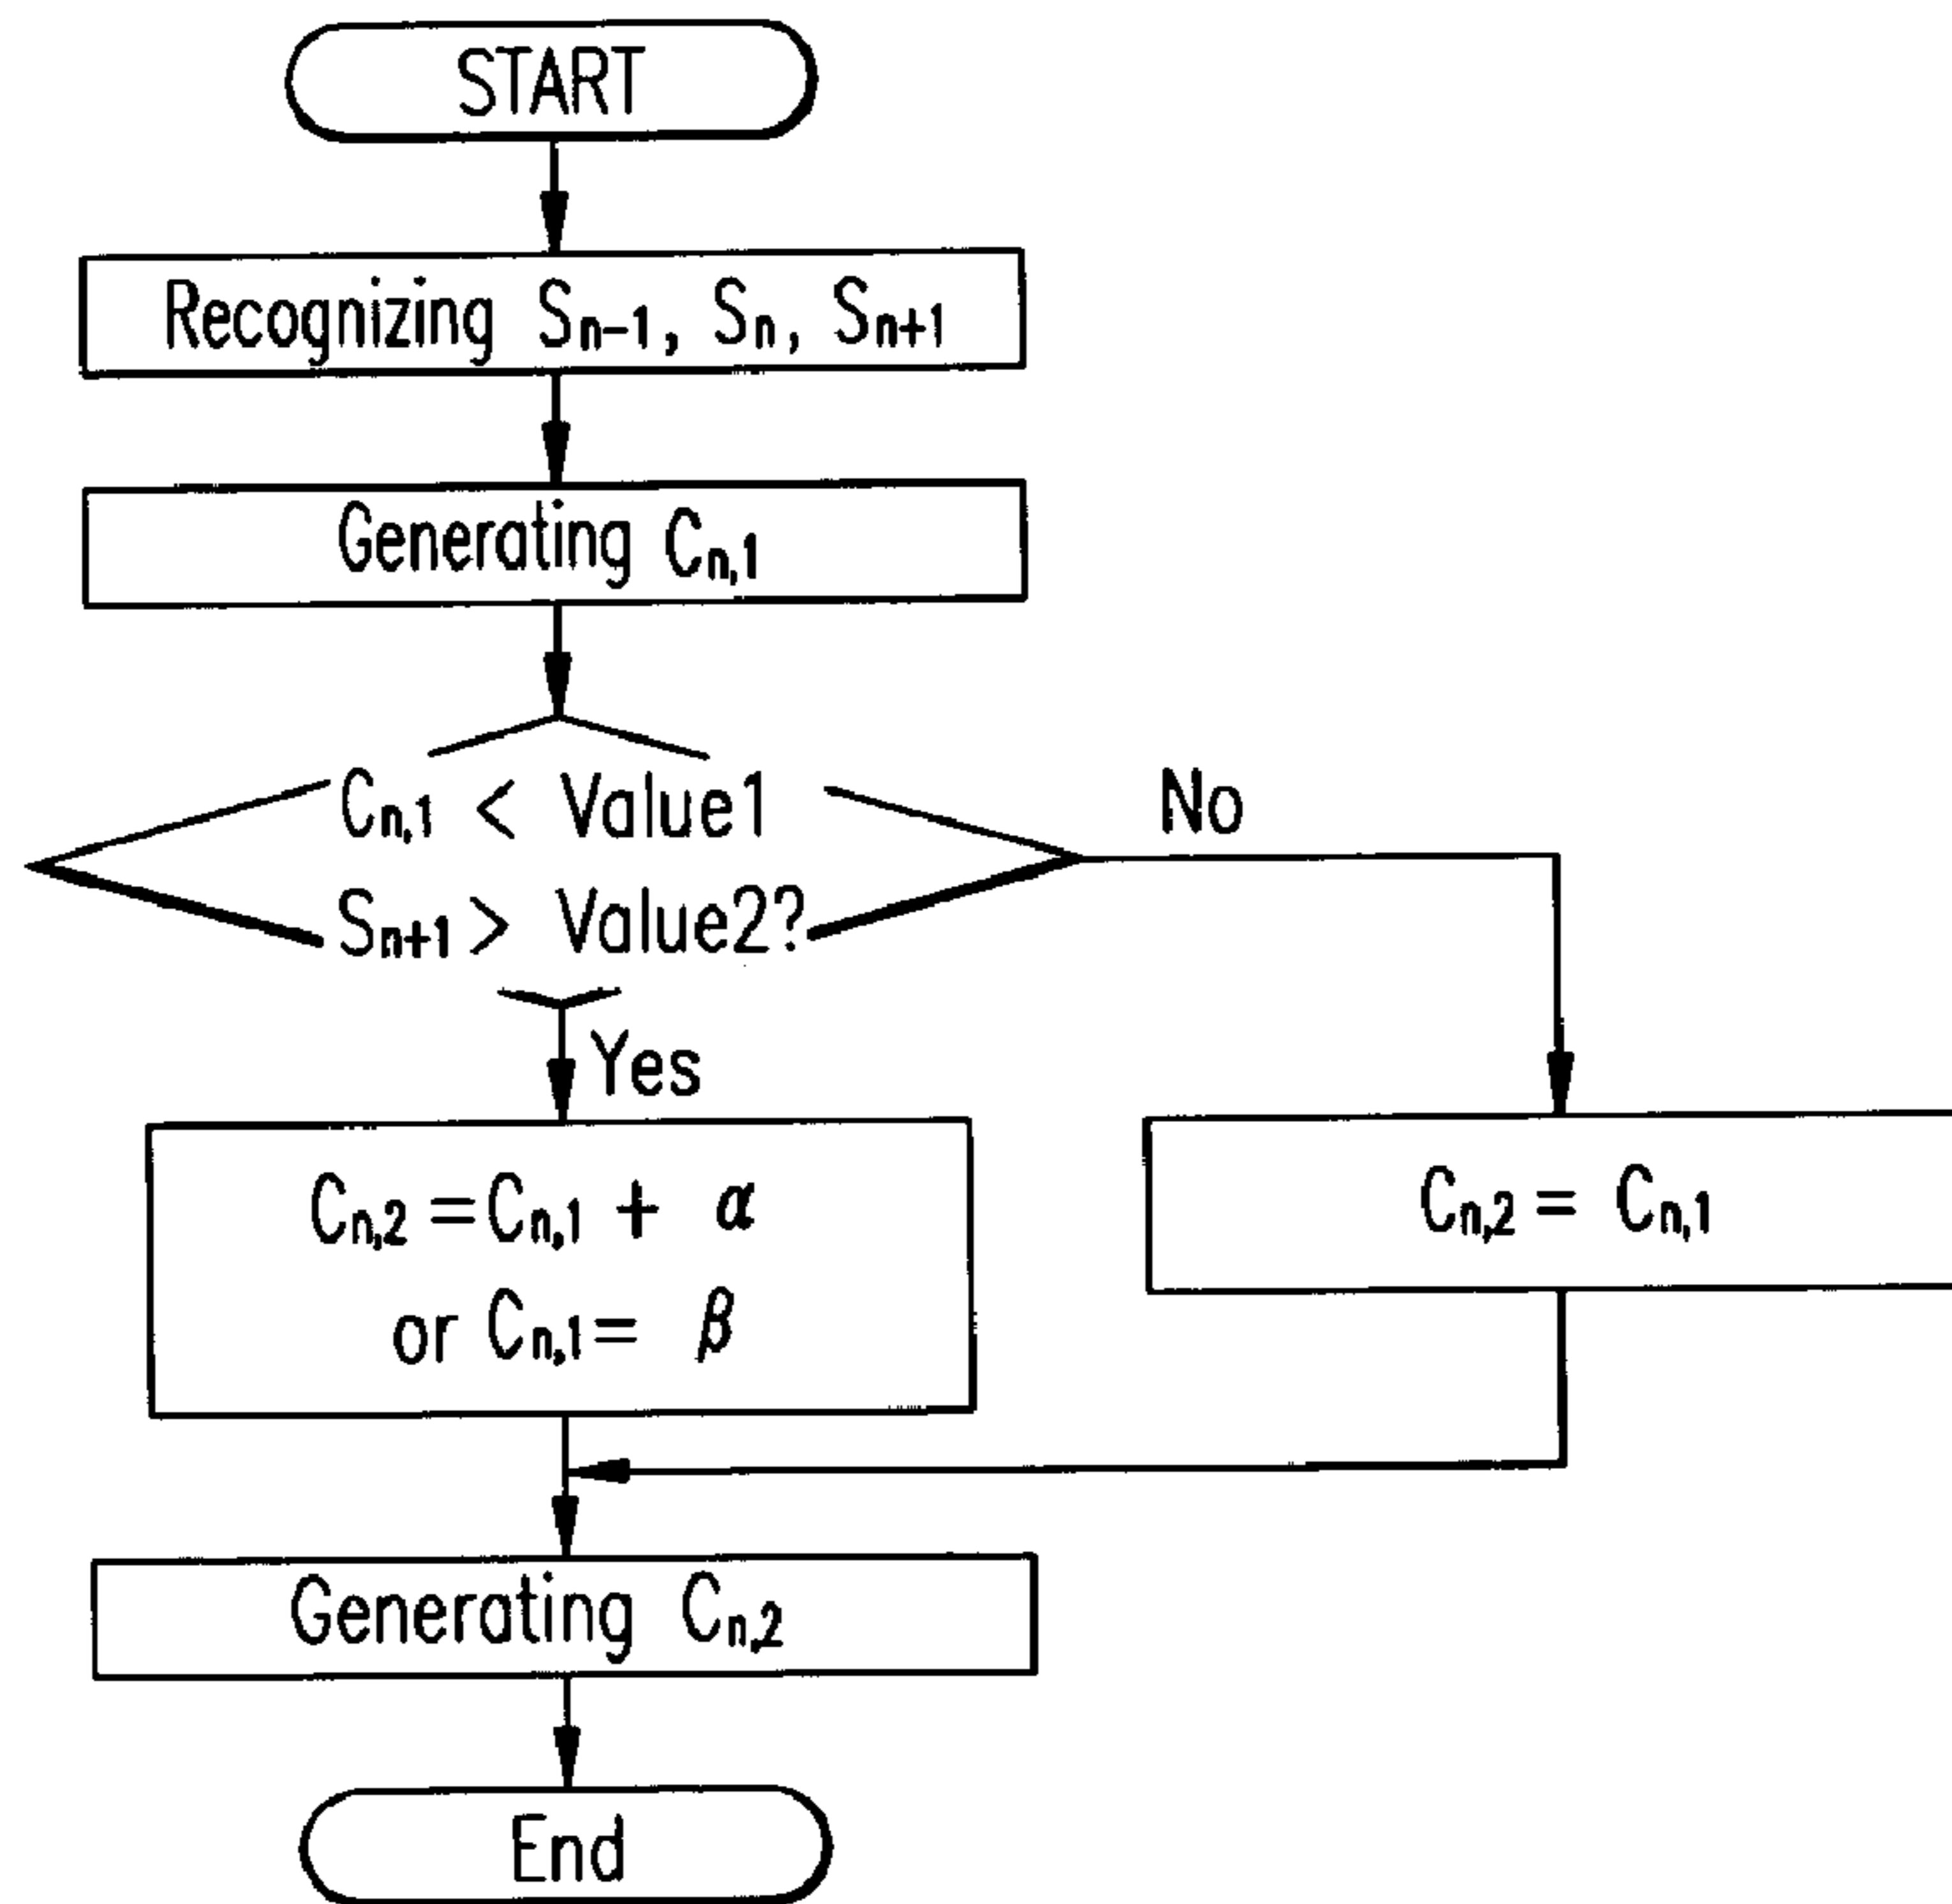 START
Recognizing Sn-1, Sn, Sn+1
Generating Cn,1
Cn,1 < Value1
Sn+1 > Value2?
No
Yes
Cn,2 = Cn,1 + α
or Cn,1 = β
Cn,2 = Cn,1
Generating Cn,2
End